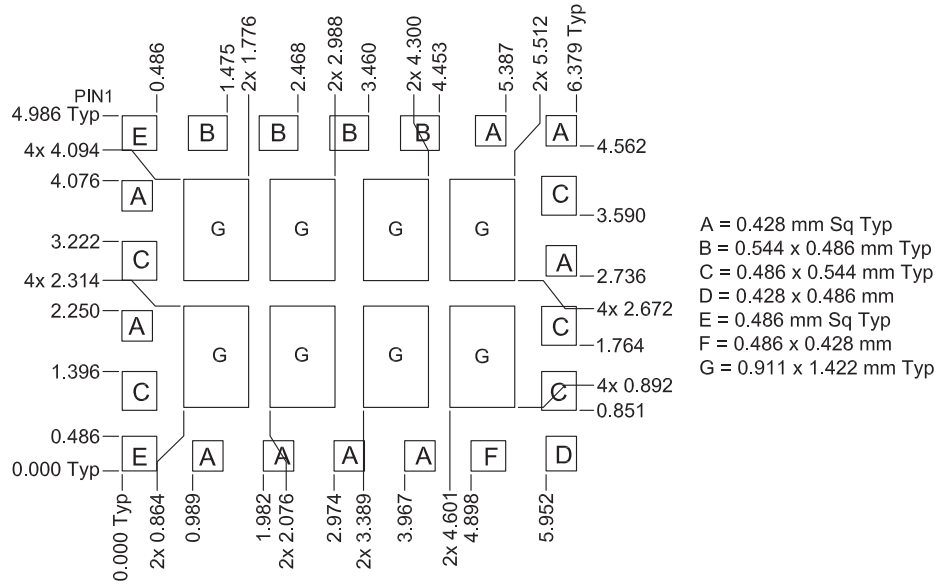 0.486
1.475
2x 1.776
2.468
2x 2.988
3.460
2x 4.300
4.453
5.387
2x 5.512
6.379 Typ
PIN1
4.986 Typ
E
B
B
B
B
A
A
4.562
4x 4.094
4.076
A
C
3.590
G
G
G
G
3.222
C
A
2.736
4x 2.314
4x 2.672
2.250
A
C
1.764
G
G
G
G
1.396
C
C
4x 0.892
0.851
0.486
E
A
A
A
A
F
D
0.000 Typ
0.000 Typ
2x 0.864
0.989
1.982
2x 2.076
2.974
2x 3.389
3.967
2x 4.601
4.898
5.952
A = 0.428 mm Sq Typ
B = 0.544 x 0.486 mm Typ
C = 0.486 x 0.544 mm Typ
D = 0.428 x 0.486 mm
E = 0.486 mm Sq Typ
F = 0.486 x 0.428 mm
G = 0.911 x 1.422 mm Typ